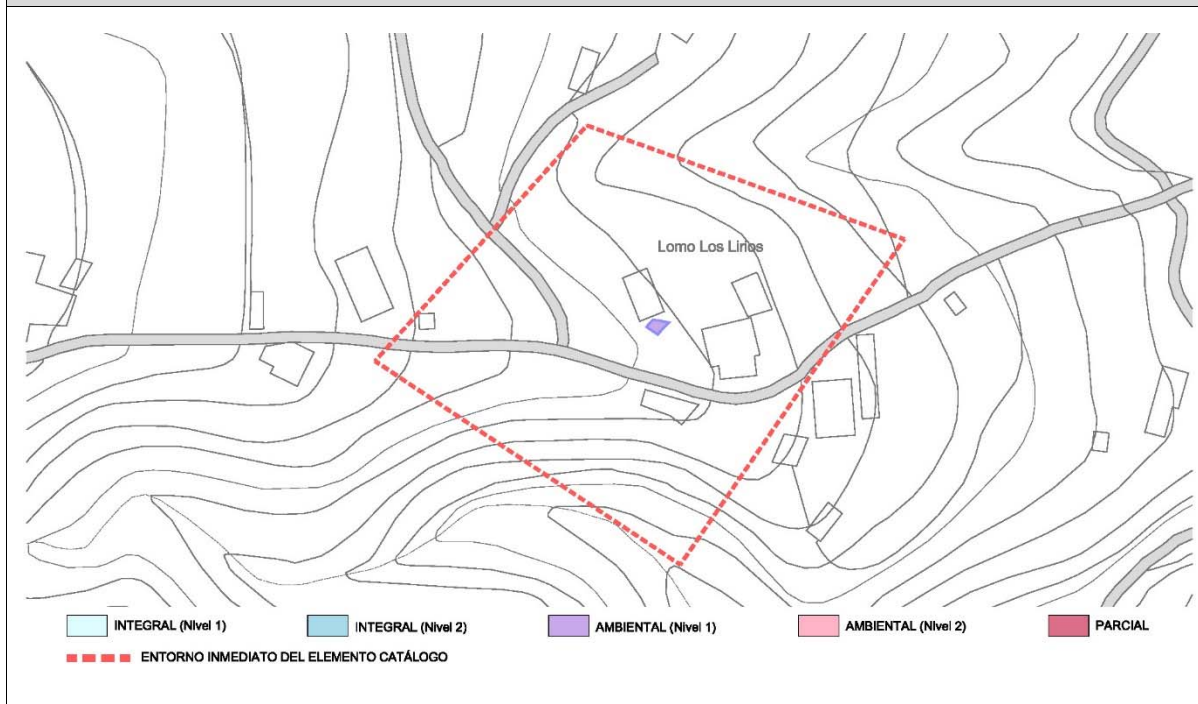 Lomo Los Lirios
INTEGRAL (Nivel 1)
INTEGRAL (Nivel 2)
AMBIENTAL (Nivel 1)
AMBIENTAL (Nivel 2)
PARCIAL
ENTORNO INMEDIATO DEL ELEMENTO CATÁLOGO